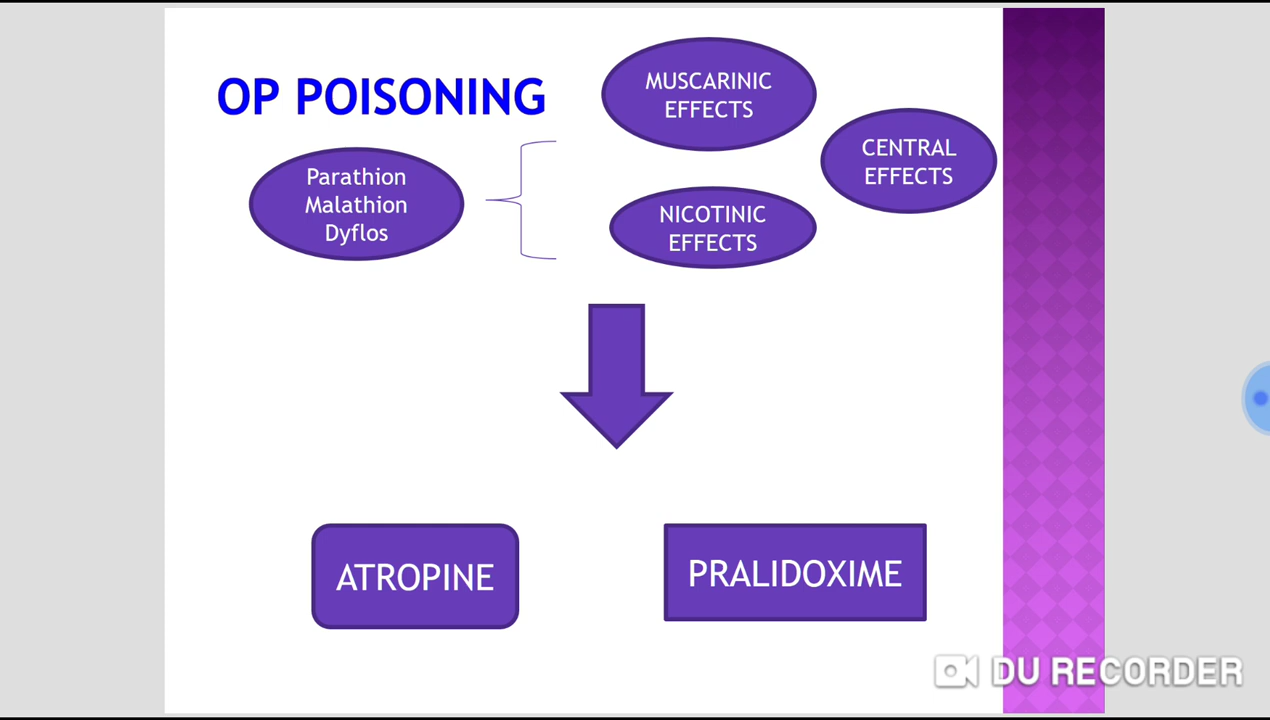 OP POISONING
MUSCARINIC
EFFECTS
CENTRAL
EFFECTS
Parathion
Malathion
Dyflos
NICOTINIC
EFFECTS
ATROPINE
PRALIDOXIME
DU RECORDER